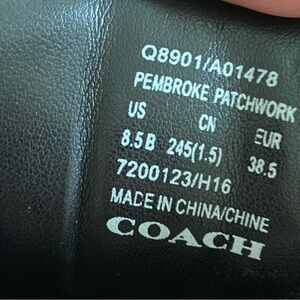 Q8901/A01478
PEMBROKE PATCHWORK
US CN EUR
8.5 B 245(1.5) 38.5
7200123/H16
MADE IN CHINA/CHINE
COACH